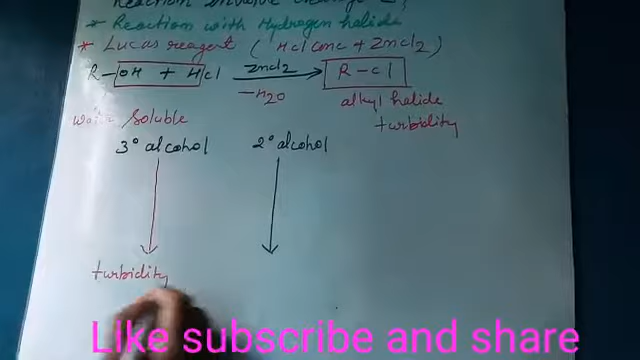 * Reaction with Hydrogen halide
* Lucas reagent ( Hcl conc + Zncl2 )
R-OH + Hcl Zncl2 -H2O R-cl
alkyl halide
water soluble turbidity
3° alcohol 2° alcohol
turbidity
Like subscribe and share